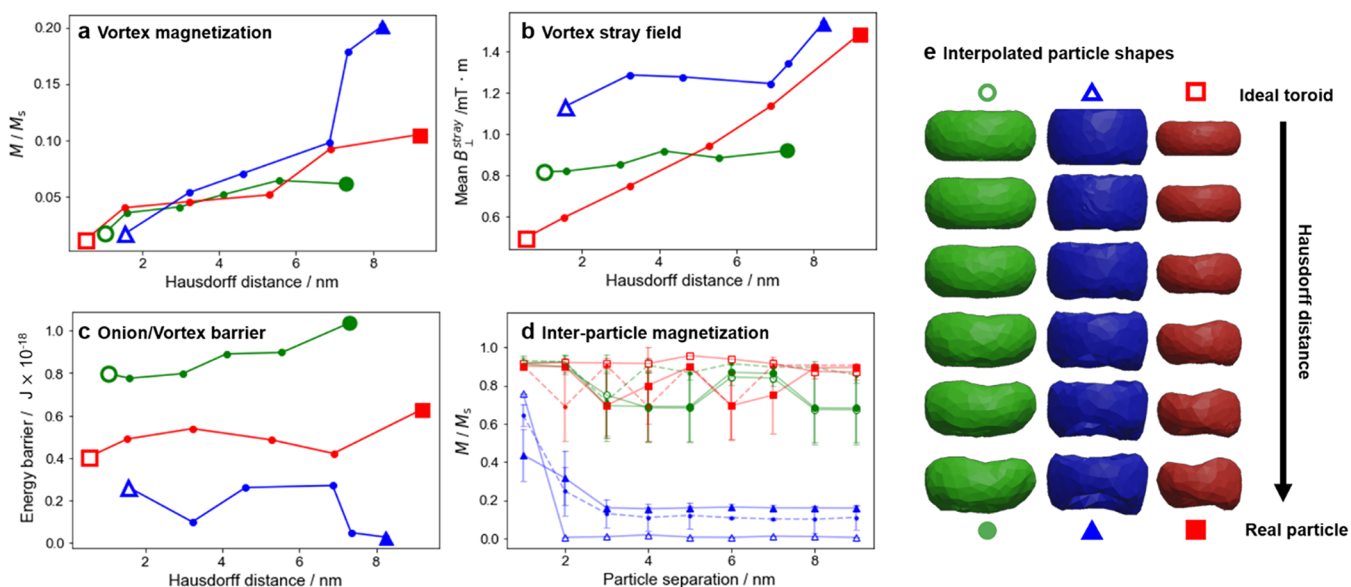 a Vortex magnetization
0.20
0.15
0.10
0.05
M / Ms
2
4
6
8
Hausdorff distance / nm
b Vortex stray field
1.4
1.2
1.0
0.8
0.6
Mean B⊥^stray /mT · m
2
4
6
8
Hausdorff distance / nm
c Onion/Vortex barrier
1.0
0.8
0.6
0.4
0.2
0.0
Energy barrier / J × 10⁻¹⁸
2
4
6
8
Hausdorff distance / nm
d Inter-particle magnetization
1.0
0.8
0.6
0.4
0.2
0.0
M / Ms
2
4
6
8
Particle separation / nm
e Interpolated particle shapes
Ideal toroid
Hausdorff distance
Real particle